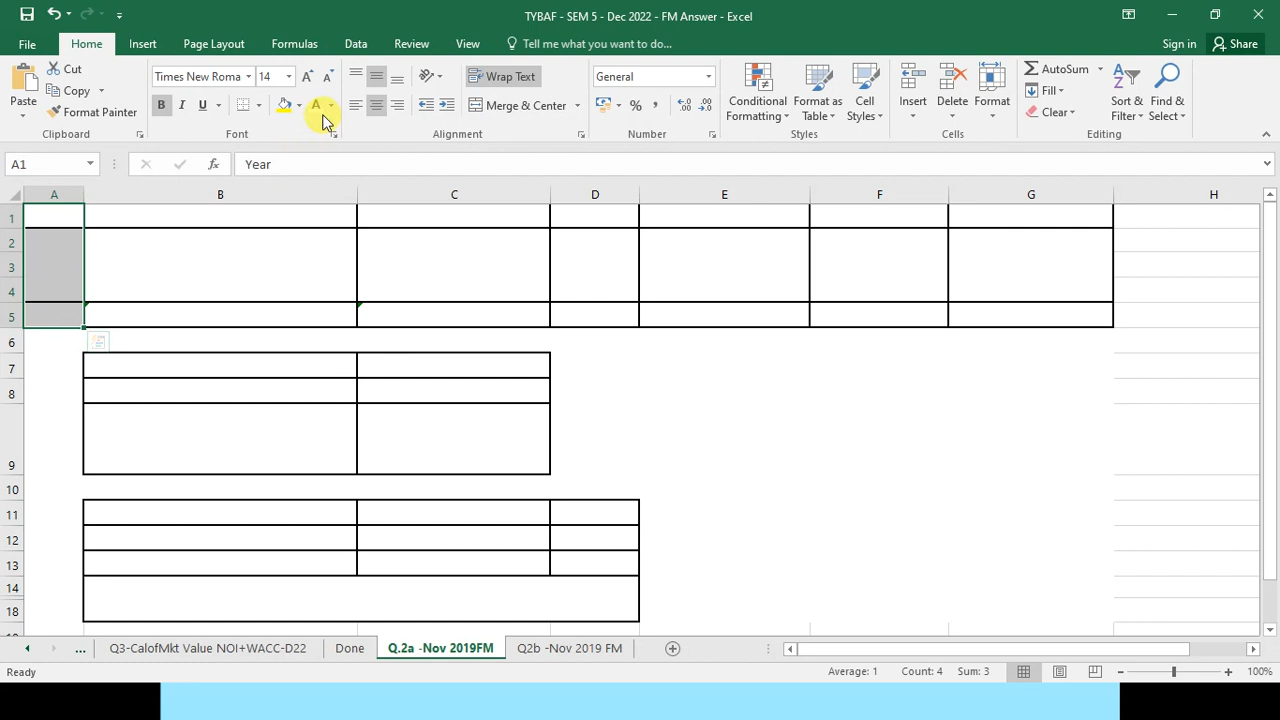 TYBAF - SEM 5 - Dec 2022 - FM Answer - Excel
File Home Insert Page Layout Formulas Data Review View Tell me what you want to do... Sign in Share
Paste Cut Copy Format Painter Clipboard
Times New Roma 14 A A B I U A Font
Wrap Text Merge & Center Alignment
General % , Number
Conditional Formatting Format as Table Cell Styles Styles
Insert Delete Format Cells
AutoSum Fill Clear Sort & Filter Find & Select Editing
A1 fx Year
A B C D E F G H
1
2
3
4
5
6
7
8
9
10
11
12
13
14
18
... Q3-CalofMkt Value NOI+WACC-D22 Done Q.2a -Nov 2019FM Q2b -Nov 2019 FM
Ready Average: 1 Count: 4 Sum: 3 100%